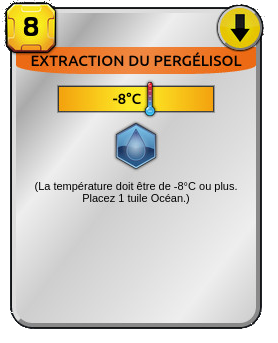 8
EXTRACTION DU PERGÉLISOL
-8°C
(La température doit être de -8°C ou plus.
Placez 1 tuile Océan.)